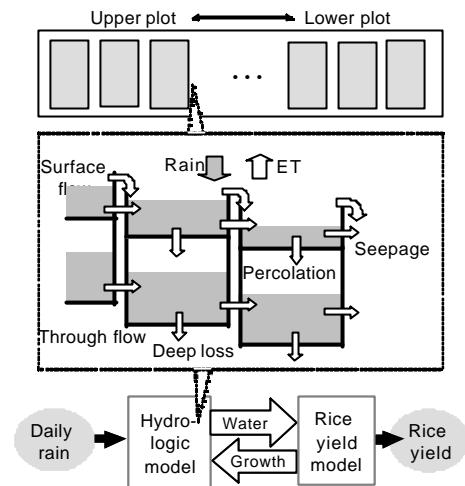 Upper plot
Lower plot
...
Surface
flow
Rain
ET
Seepage
Percolation
Through flow
Deep loss
Daily
rain
Hydro-
logic
model
Water
Growth
Rice
yield model
Rice
yield